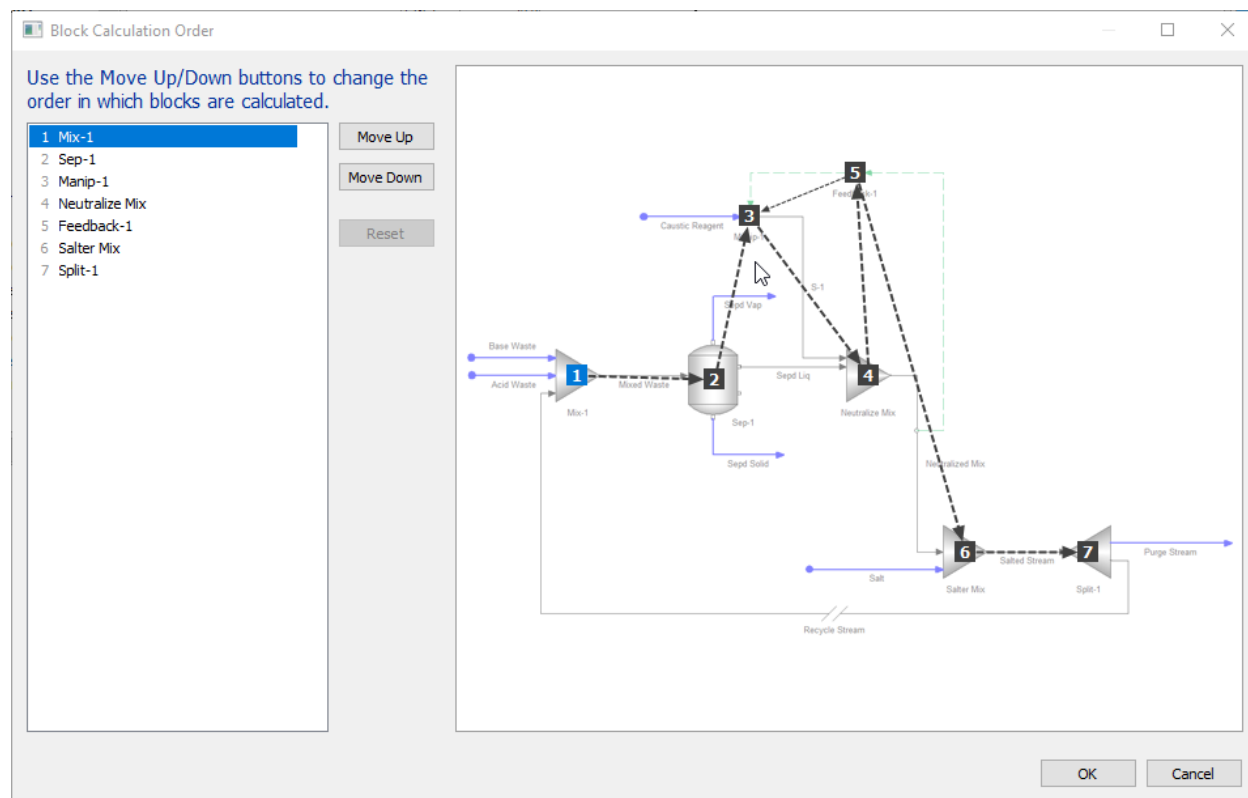 Block Calculation Order
Use the Move Up/Down buttons to change the
order in which blocks are calculated.
1 Mix-1
2 Sep-1
3 Manip-1
4 Neutralize Mix
5 Feedback-1
6 Salter Mix
7 Split-1
Move Up
Move Down
Reset
5
Feedback-1
3
Caustic Reagent
Manip-1
S-1
Sepd Vap
Base Waste
1
2
4
Acid Waste
Mixed Waste
Sepd Liq
Mix-1
Sep-1
Neutralize Mix
Sepd Solid
Neutralized Mix
6
7
Salted Stream
Purge Stream
Salt
Salter Mix
Split-1
Recycle Stream
OK
Cancel